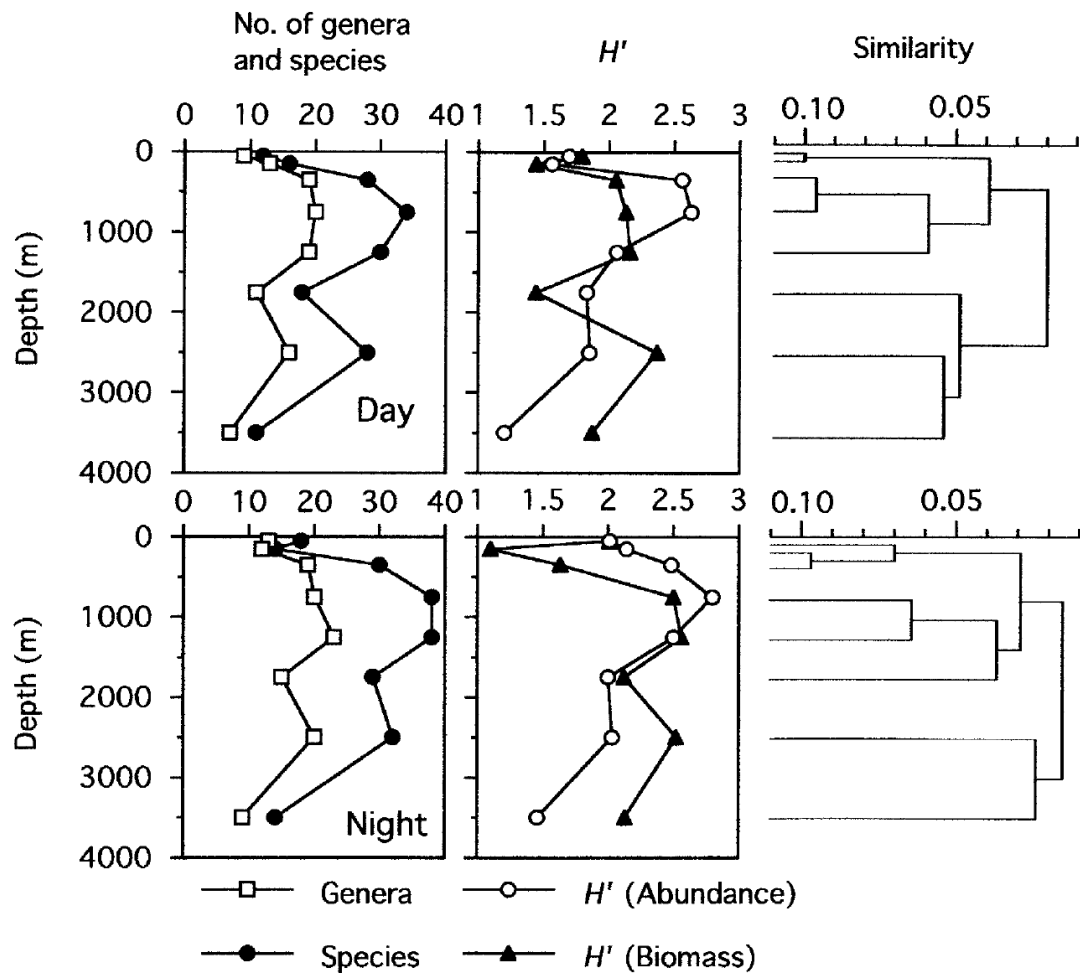 No. of genera
and species
H'
Similarity
0 10 20 30 40
1 1.5 2 2.5 3
0.10 0.05
0
1000
2000
3000
4000
Depth (m)
Day
0 10 20 30 40
1 1.5 2 2.5 3
0.10 0.05
0
1000
2000
3000
4000
Depth (m)
Night
Genera
H' (Abundance)
Species
H' (Biomass)